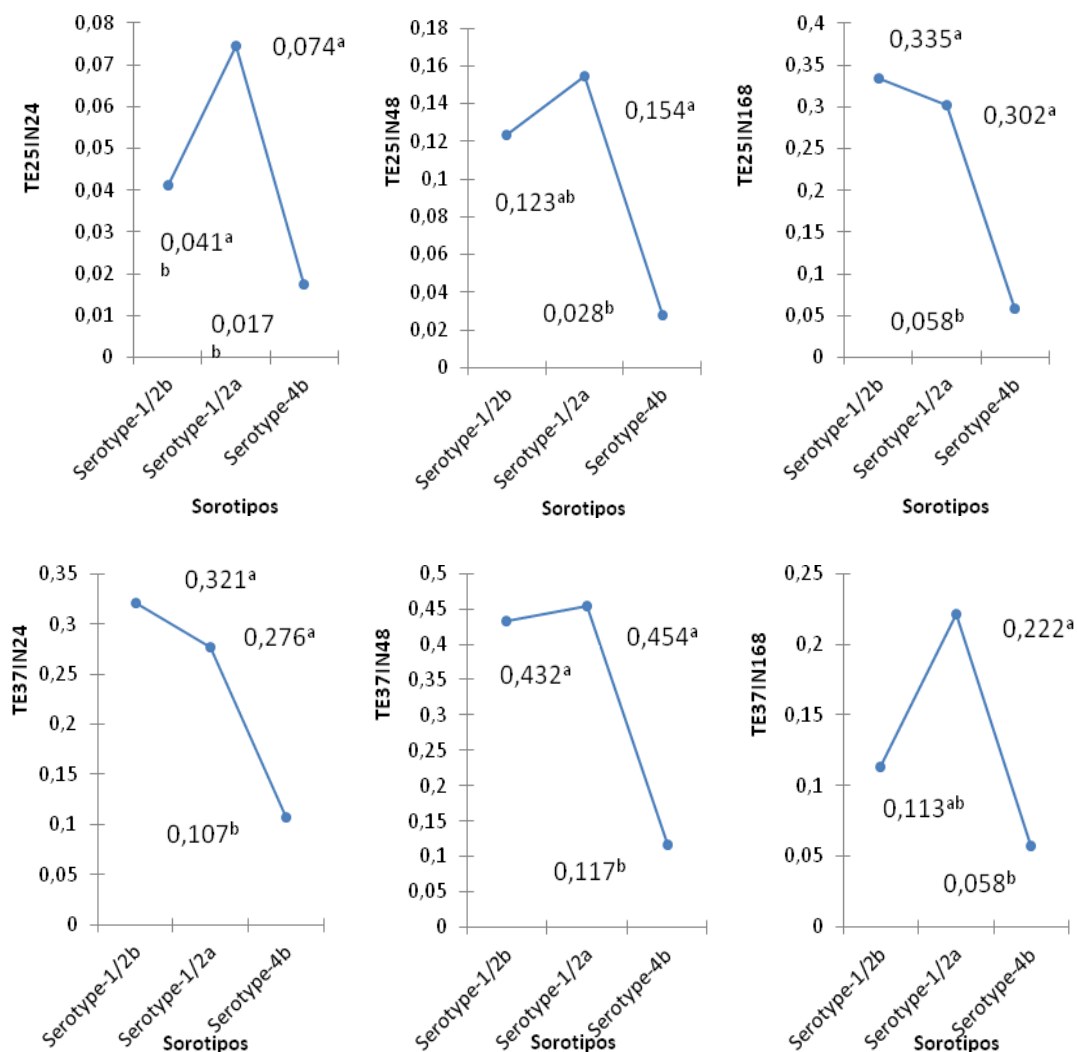 TE25IN24
0,08
0,07
0,06
0,05
0,04
0,03
0,02
0,01
0
0,074ᵃ
0,041ᵃ
ᵇ
0,017
ᵇ
Serotype-1/2b
Serotype-1/2a
Serotype-4b
Sorotipos
TE25IN48
0,18
0,16
0,14
0,12
0,1
0,08
0,06
0,04
0,02
0
0,154ᵃ
0,123ᵃᵇ
0,028ᵇ
Serotype-1/2b
Serotype-1/2a
Serotype-4b
Sorotipos
TE25IN168
0,4
0,35
0,3
0,25
0,2
0,15
0,1
0,05
0
0,335ᵃ
0,302ᵃ
0,058ᵇ
Serotype-1/2b
Serotype-1/2a
Serotype-4b
Sorotipos
TE37IN24
0,35
0,3
0,25
0,2
0,15
0,1
0,05
0
0,321ᵃ
0,276ᵃ
0,107ᵇ
Serotype-1/2b
Serotype-1/2a
Serotype-4b
Sorotipos
TE37IN48
0,5
0,45
0,4
0,35
0,3
0,25
0,2
0,15
0,1
0,05
0
0,454ᵃ
0,432ᵃ
0,117ᵇ
Serotype-1/2b
Serotype-1/2a
Serotype-4b
Sorotipos
TE37IN168
0,25
0,2
0,15
0,1
0,05
0
0,222ᵃ
0,113ᵃᵇ
0,058ᵇ
Serotype-1/2b
Serotype-1/2a
Serotype-4b
Sorotipos